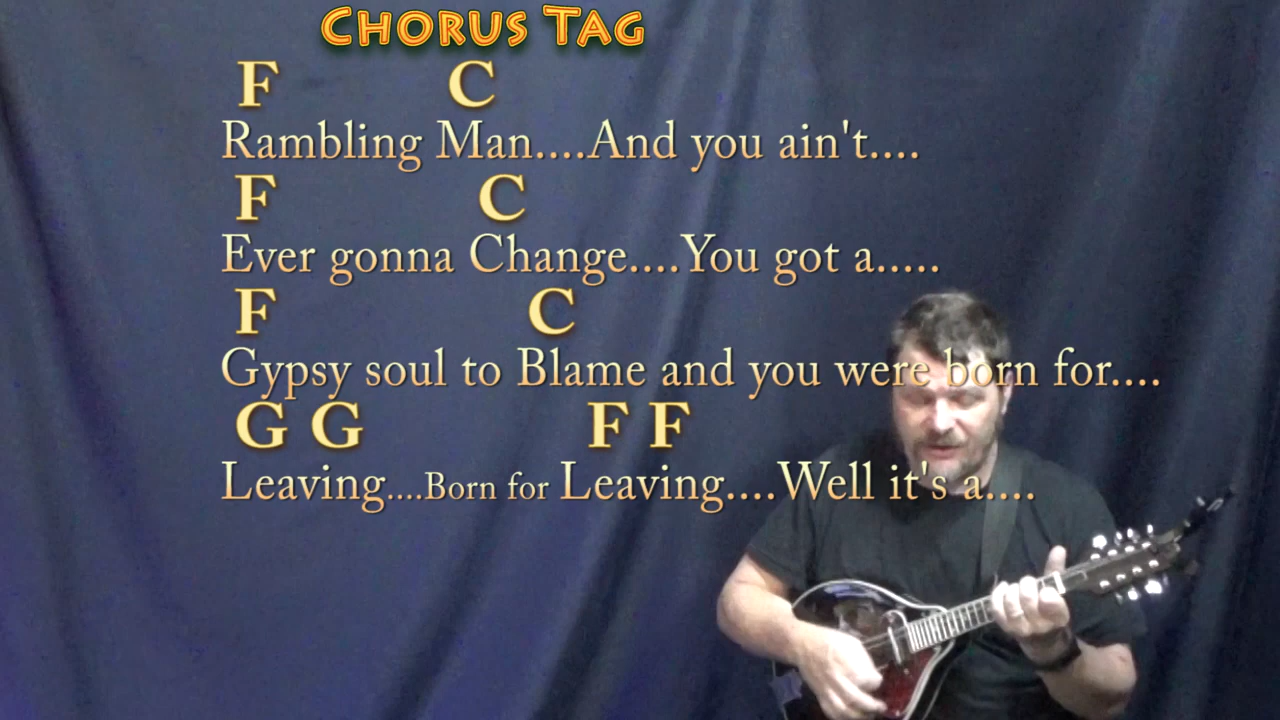 CHORUS TAG
F C
Rambling Man....And you ain't....
F C
Ever gonna Change....You got a.....
F C
Gypsy soul to Blame and you were born for....
G G F F
Leaving....Born for Leaving....Well it's a....